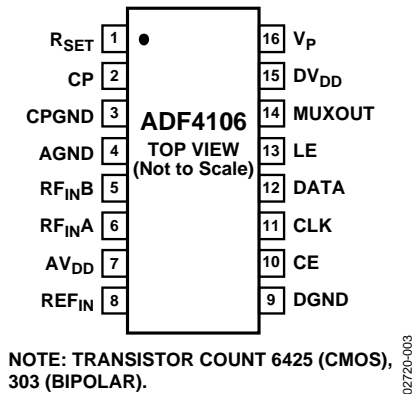 RSET 1
CP 2
CPGND 3
AGND 4
RFINB 5
RFINA 6
AVDD 7
REFIN 8
ADF4106
TOP VIEW
(Not to Scale)
16 VP
15 DVDD
14 MUXOUT
13 LE
12 DATA
11 CLK
10 CE
9 DGND
NOTE: TRANSISTOR COUNT 6425 (CMOS),
303 (BIPOLAR).
02720-003